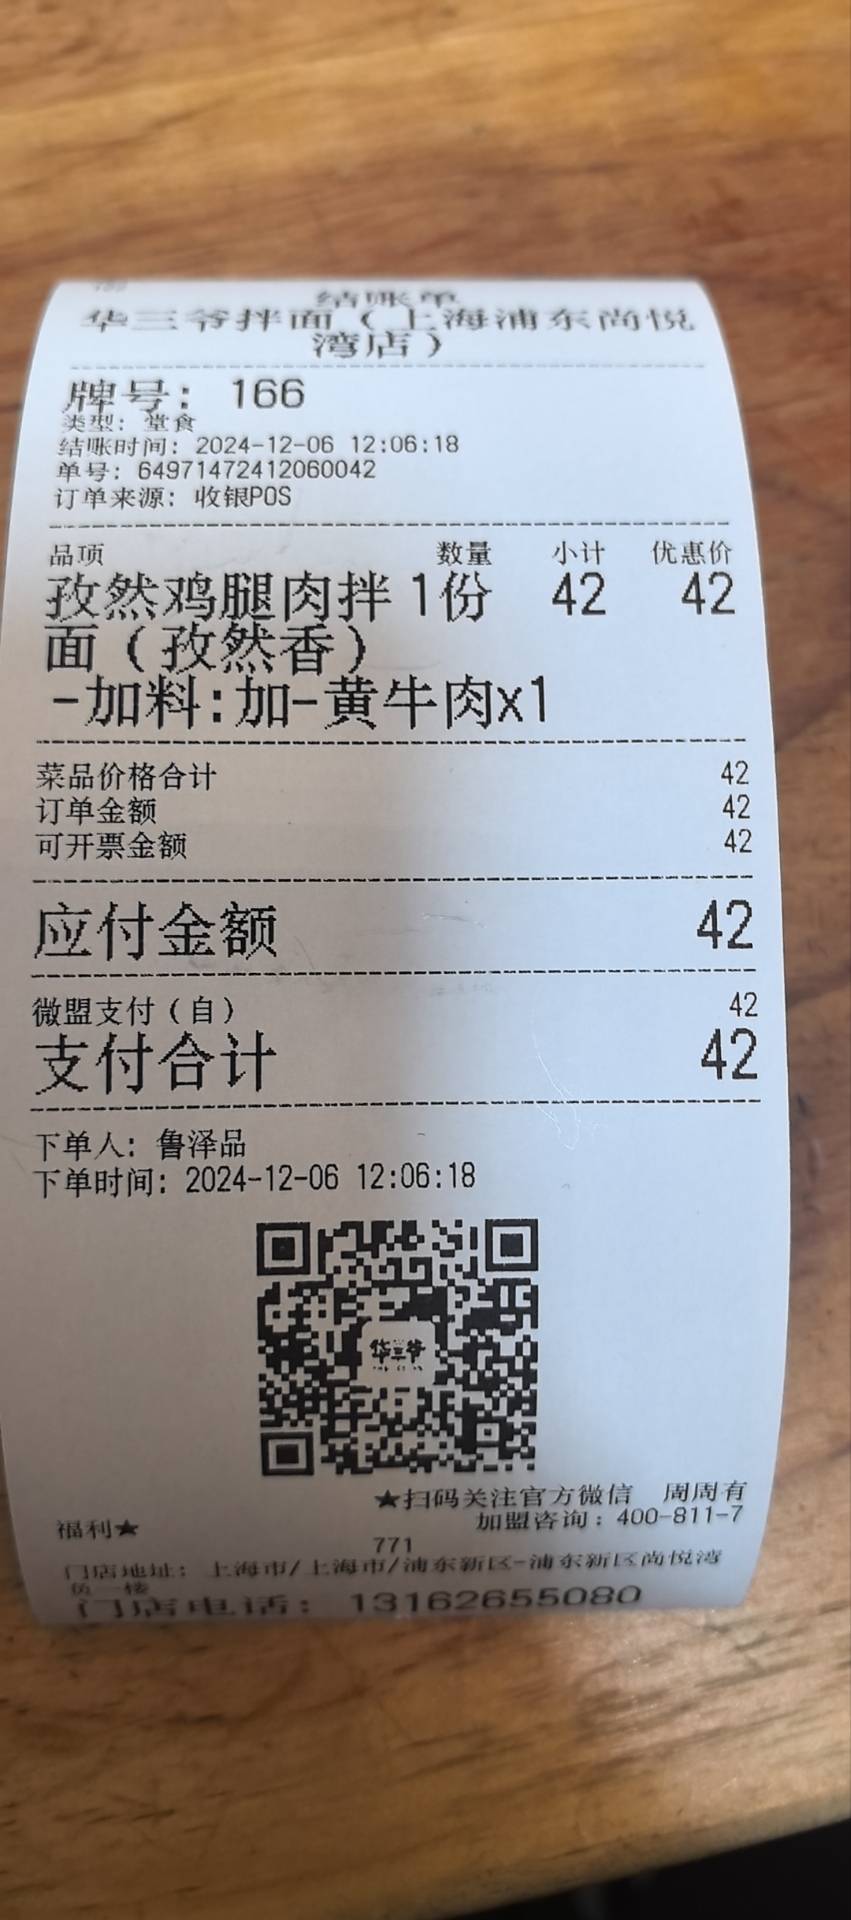 结账单
华三爷拌面（上海浦东尚悦
湾店）
牌号：166
类型：堂食
结账时间：2024-12-06 12:06:18
单号：64971472412060042
订单来源：收银POS
品项 数量 小计 优惠价
孜然鸡腿肉拌 1份 42 42
面（孜然香）
-加料:加-黄牛肉x1
菜品价格合计 42
订单金额 42
可开票金额 42
应付金额 42
微盟支付（自） 42
支付合计 42
下单人：鲁泽品
下单时间：2024-12-06 12:06:18
华三爷
★扫码关注官方微信 周周有
福利★
加盟咨询：400-811-7
771
门店地址：上海市/上海市/浦东新区-浦东新区尚悦湾
负一楼
门店电话：13162655080